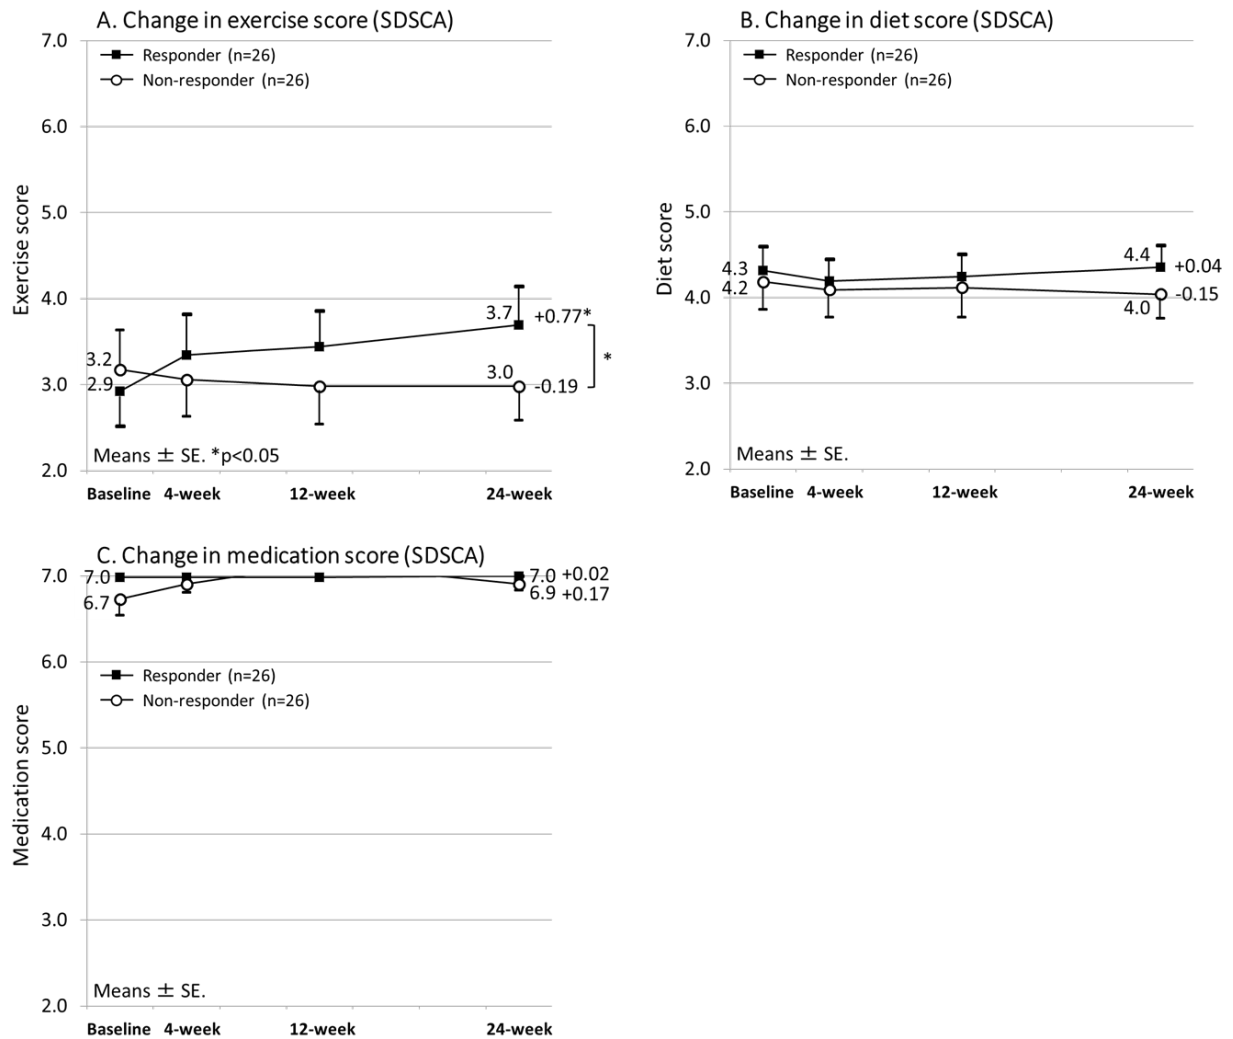 A. Change in exercise score (SDSCA)
7.0
Responder (n=26)
Non-responder (n=26)
6.0
5.0
4.0
3.0
2.0
Exercise score
3.2
2.9
3.7
+0.77*
*
3.0
-0.19
Means ± SE. *p<0.05
Baseline 4-week 12-week 24-week
B. Change in diet score (SDSCA)
7.0
Responder (n=26)
Non-responder (n=26)
6.0
5.0
4.0
3.0
2.0
Diet score
4.3
4.2
4.4
+0.04
-0.15
4.0
Means ± SE.
Baseline 4-week 12-week 24-week
C. Change in medication score (SDSCA)
7.0
6.0
5.0
4.0
3.0
2.0
Medication score
7.0
6.7
7.0 +0.02
6.9 +0.17
Responder (n=26)
Non-responder (n=26)
Means ± SE.
Baseline 4-week 12-week 24-week